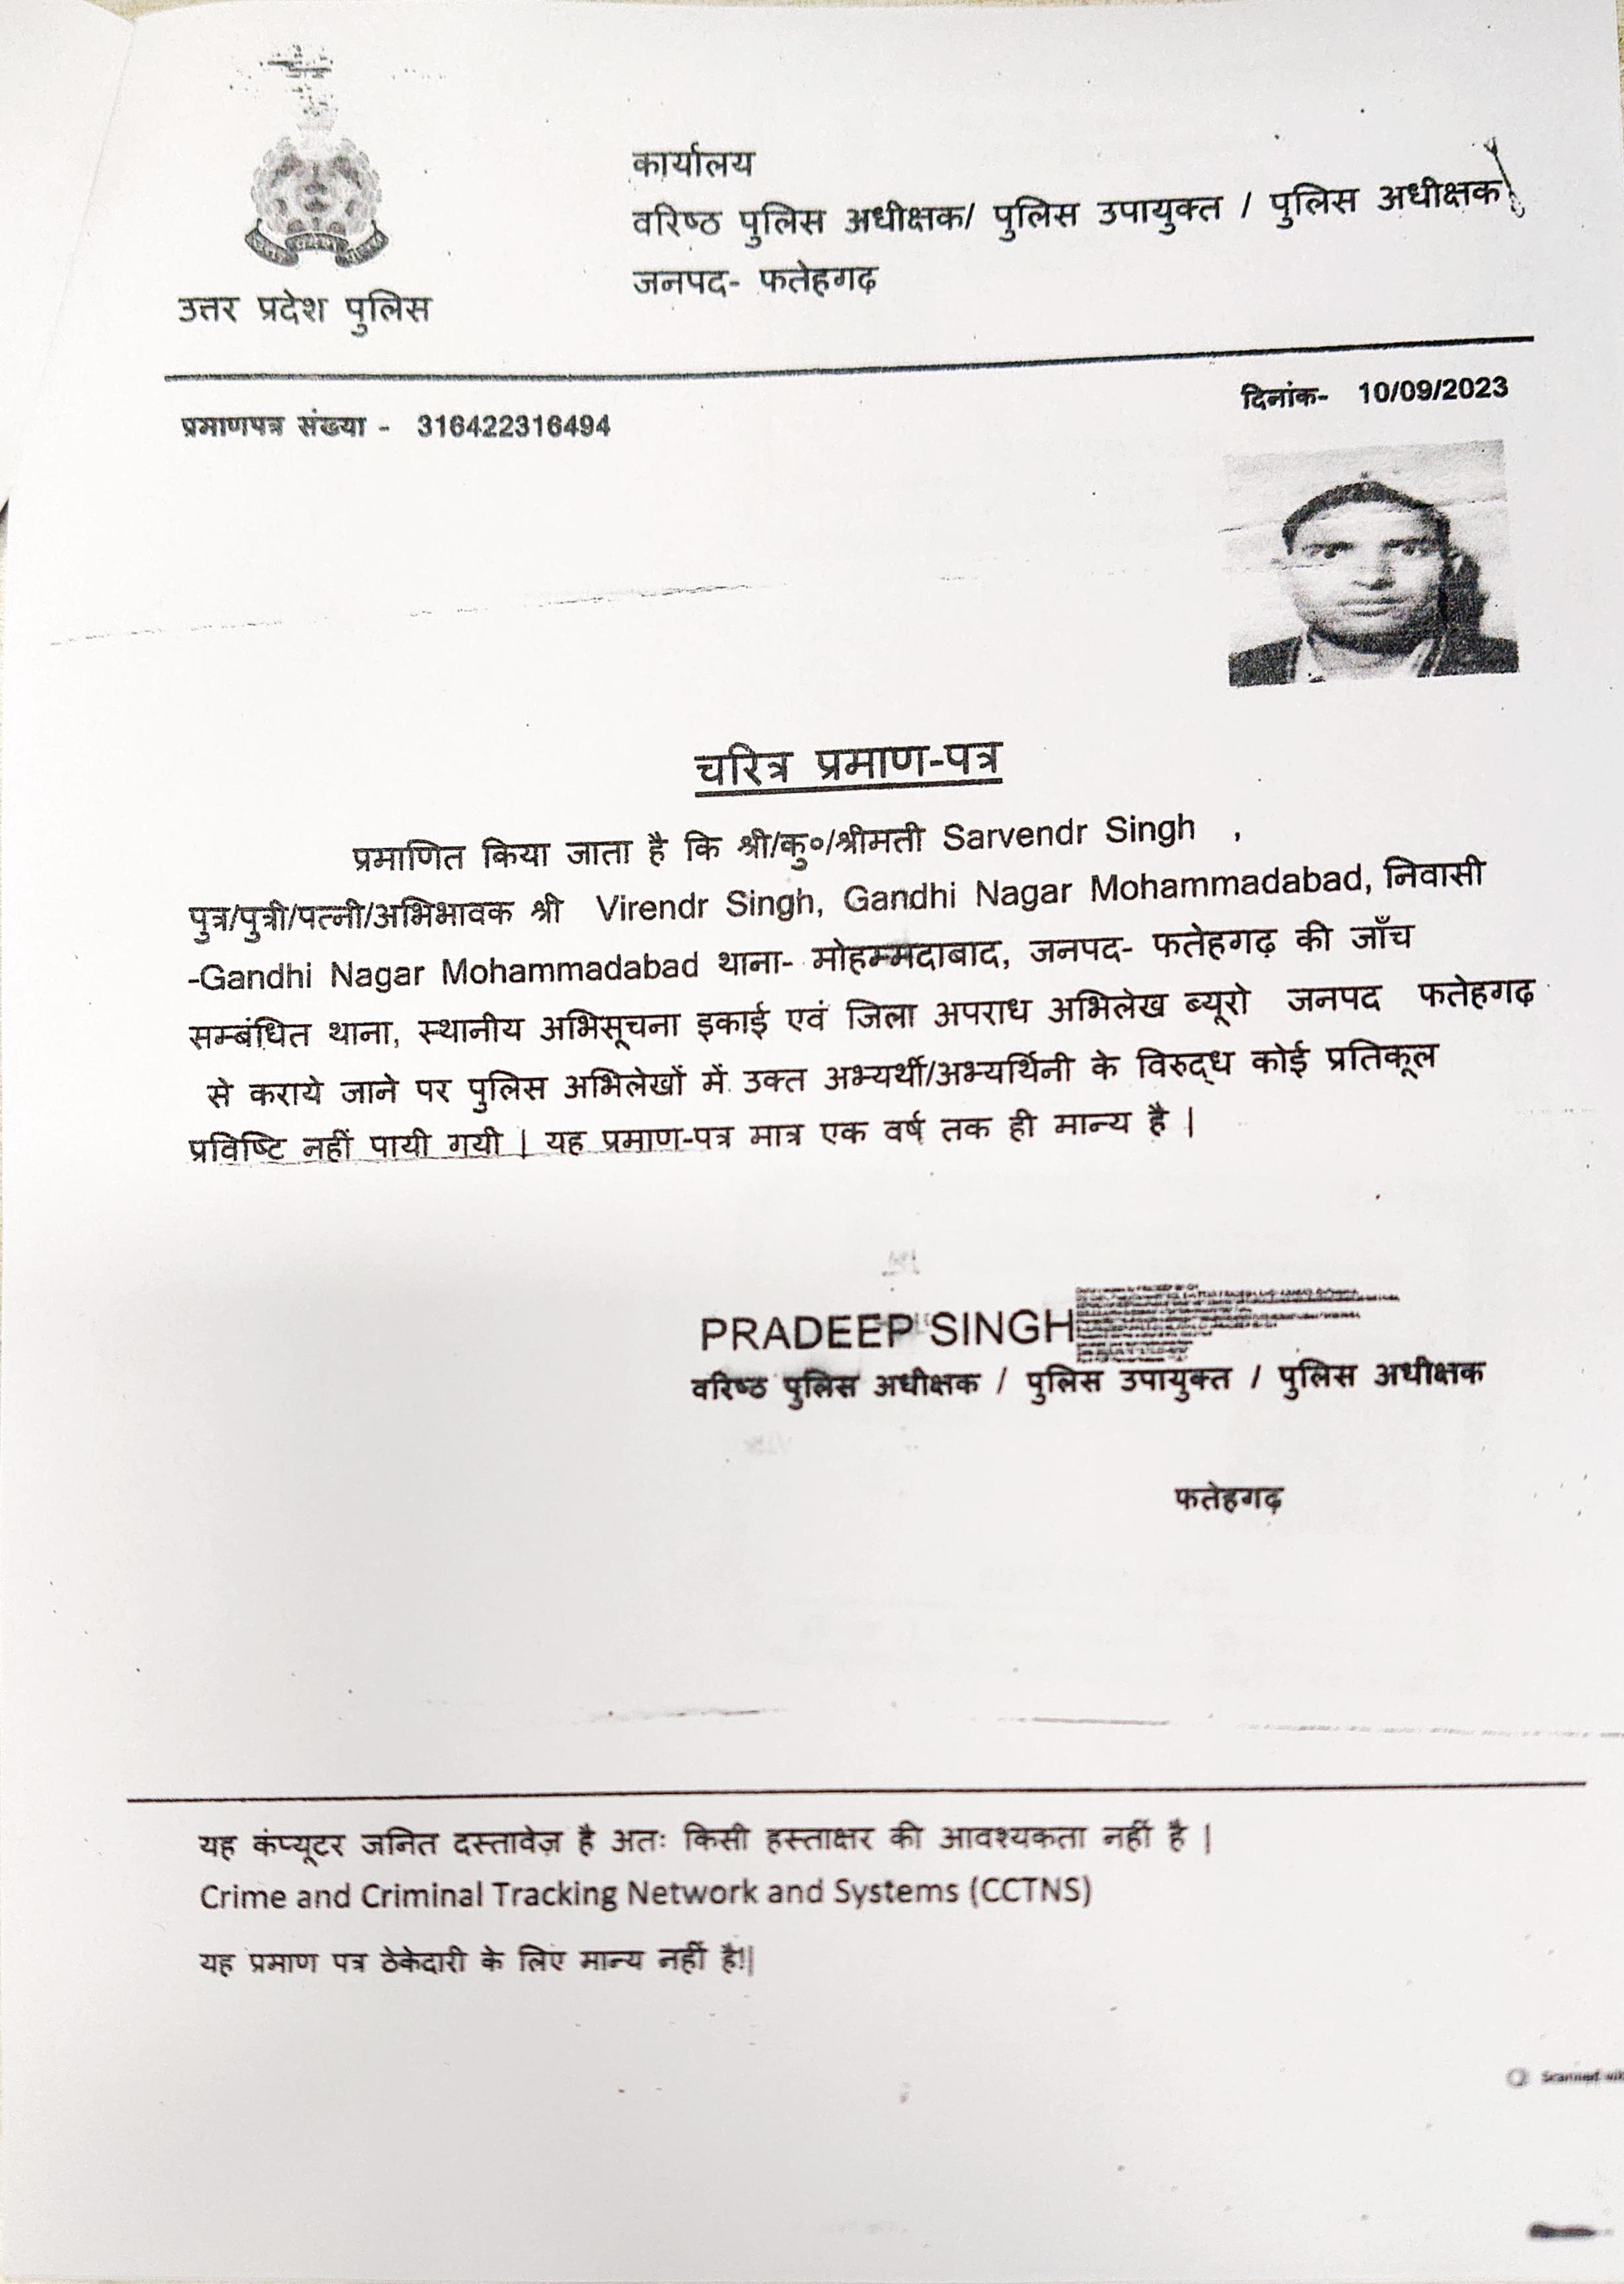 कार्यालय
वरिष्ठ पुलिस अधीक्षक/ पुलिस उपायुक्त / पुलिस अधीक्षक
जनपद- फतेहगढ़
उत्तर प्रदेश पुलिस
दिनांक- 10/09/2023
प्रमाणपत्र संख्या - 316422316494
चरित्र प्रमाण-पत्र
प्रमाणित किया जाता है कि श्री/कु०/श्रीमती Sarvendr Singh ,
पुत्र/पुत्री/पत्नी/अभिभावक श्री Virendr Singh, Gandhi Nagar Mohammadabad, निवासी
-Gandhi Nagar Mohammadabad थाना- मोहम्मदाबाद, जनपद- फतेहगढ़ की जाँच
सम्बंधित थाना, स्थानीय अभिसूचना इकाई एवं जिला अपराध अभिलेख ब्यूरो जनपद फतेहगढ़
से कराये जाने पर पुलिस अभिलेखों में उक्त अभ्यर्थी/अभ्यर्थिनी के विरुद्ध कोई प्रतिकूल
प्रविष्टि नहीं पायी गयी | यह प्रमाण-पत्र मात्र एक वर्ष तक ही मान्य है |
PRADEEP SINGH
वरिष्ठ पुलिस अधीक्षक / पुलिस उपायुक्त / पुलिस अधीक्षक
फतेहगढ़
यह कंप्यूटर जनित दस्तावेज़ है अतः किसी हस्ताक्षर की आवश्यकता नहीं है |
Crime and Criminal Tracking Network and Systems (CCTNS)
यह प्रमाण पत्र ठेकेदारी के लिए मान्य नहीं है!|
Scanned